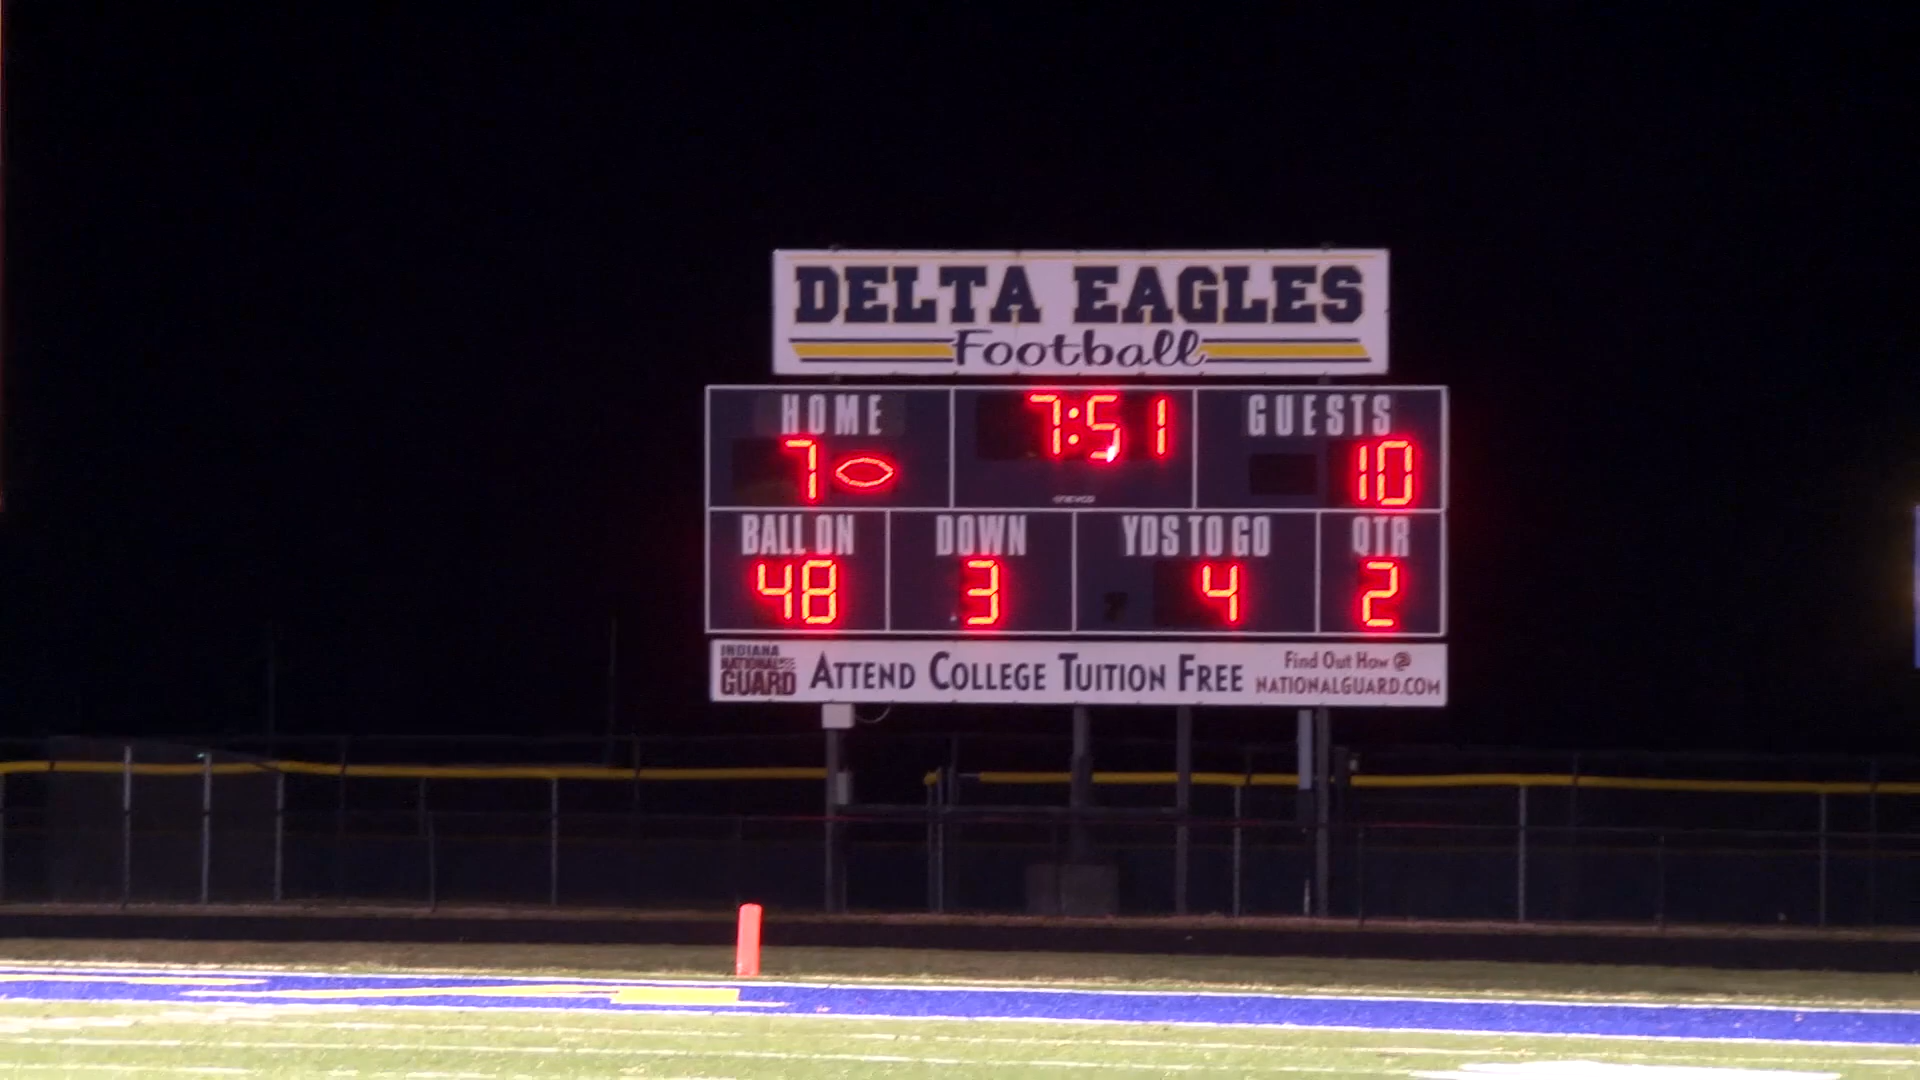 DELTA EAGLES
Football
HOME 7:51 GUESTS
7 10
BALL ON DOWN YDS TO GO QTR
48 3 4 2
INDIANA
NATIONAL
GUARD
ATTEND COLLEGE TUITION FREE
Find Out How @
NATIONALGUARD.COM